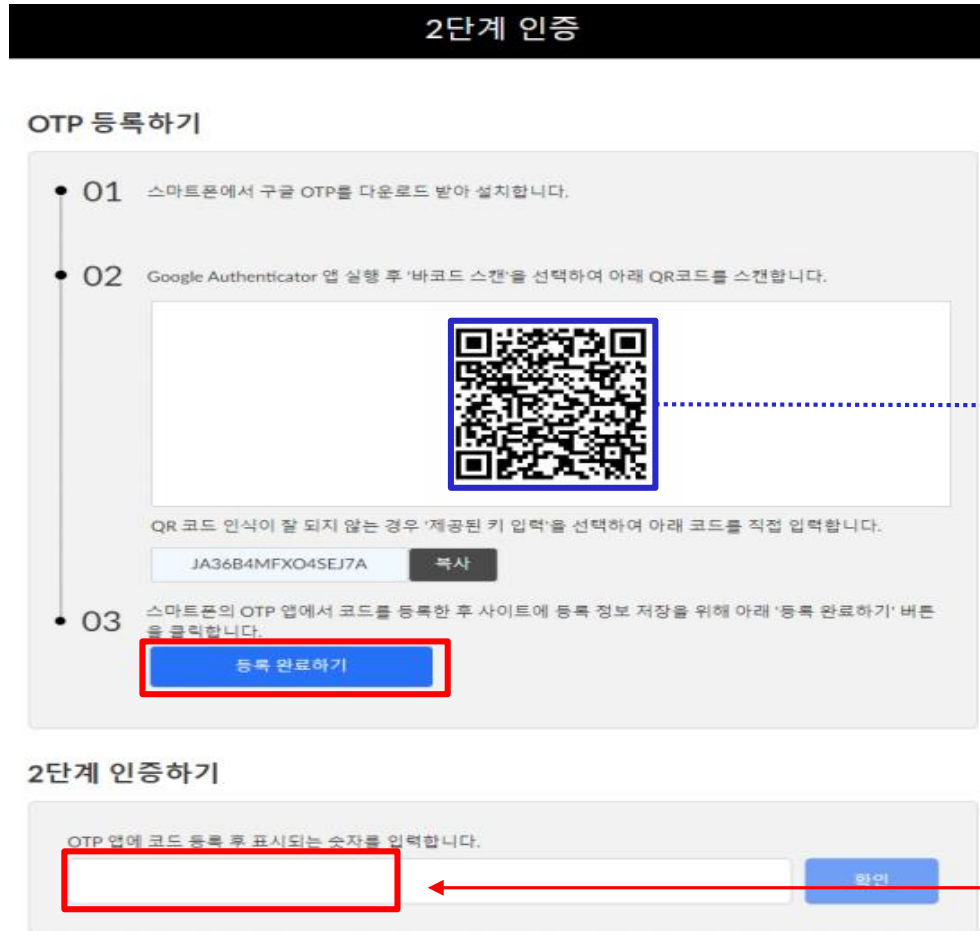 2단계 인증
OTP 등록하기
01 스마트폰에서 구글 OTP를 다운로드 받아 설치합니다.
02 Google Authenticator 앱 실행 후 '바코드 스캔'을 선택하여 아래 QR코드를 스캔합니다.
QR 코드 인식이 잘 되지 않는 경우 '제공된 키 입력'을 선택하여 아래 코드를 직접 입력합니다.
JA36B4MFXO4SEJ7A 복사
03 스마트폰의 OTP 앱에서 코드를 등록한 후 사이트에 등록 정보 저장을 위해 아래 '등록 완료하기' 버튼
을 클릭합니다.
등록 완료하기
2단계 인증하기
OTP 앱에 코드 등록 후 표시되는 숫자를 입력합니다.
확인